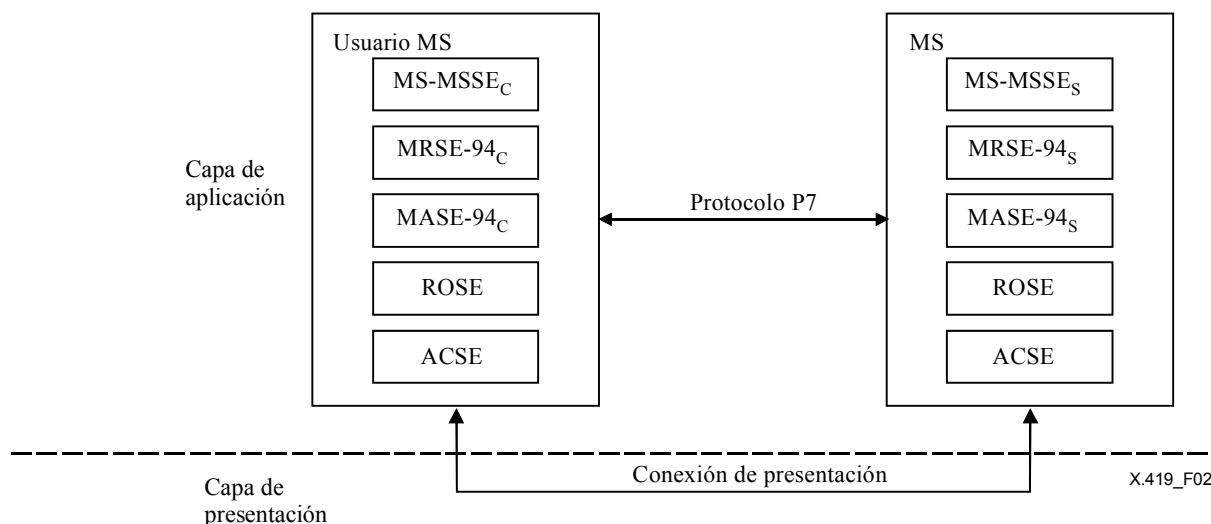 Usuario MS
MS-MSSE_C
MRSE-94_C
MASE-94_C
ROSE
ACSE
Capa de
aplicación
Protocolo P7
MS
MS-MSSE_S
MRSE-94_S
MASE-94_S
ROSE
ACSE
Conexión de presentación
X.419_F02
Capa de
presentación